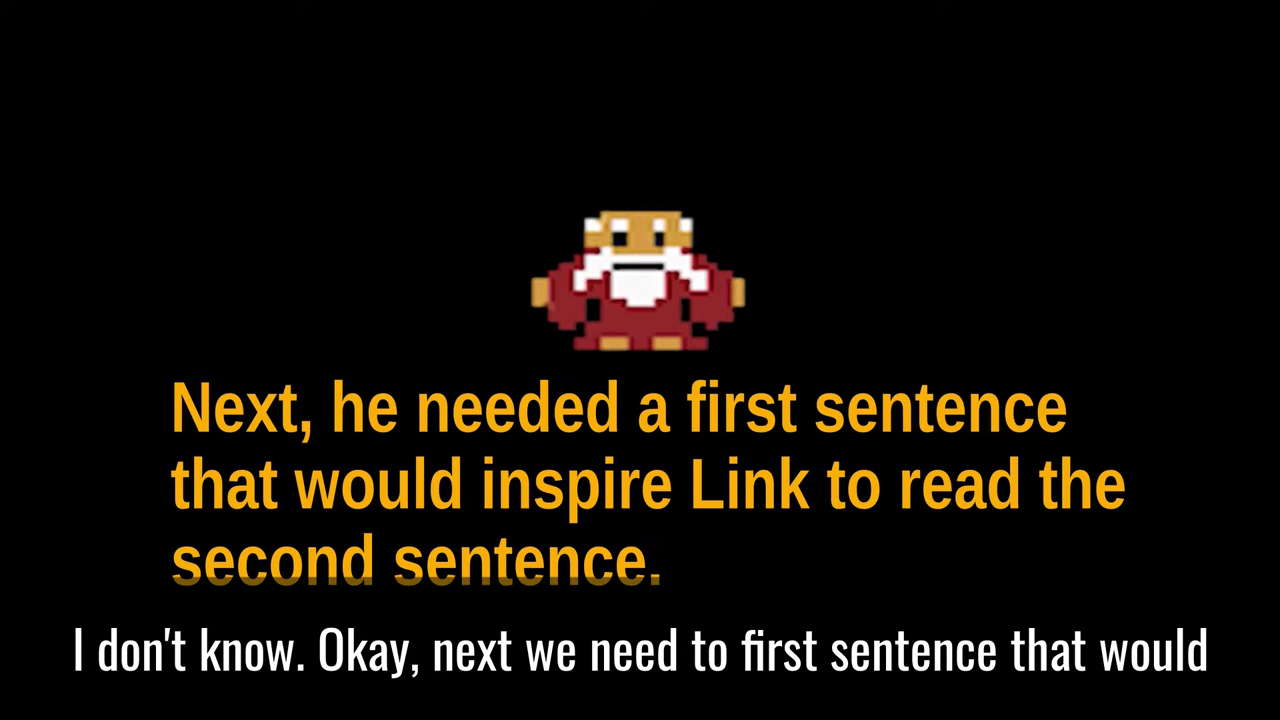 Next, he needed a first sentence
that would inspire Link to read the
second sentence.
I don't know. Okay, next we need to first sentence that would